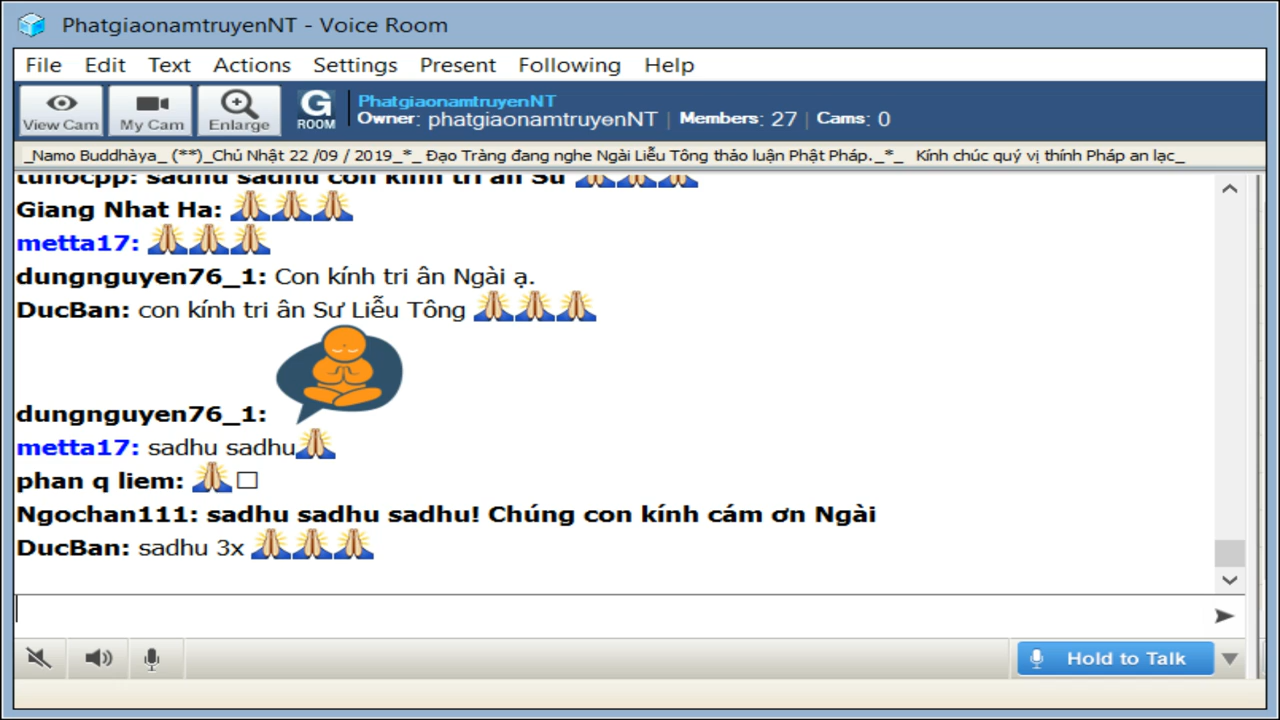 PhatgiaonamtruyenNT - Voice Room
File Edit Text Actions Settings Present Following Help
View Cam My Cam Enlarge G ROOM
PhatgiaonamtruyenNT
Owner: phatgiaonamtruyenNT | Members: 27 | Cams: 0
_Namo Buddhàya_ (**)_Chủ Nhật 22 /09 / 2019_*_ Đạo Tràng đang nghe Ngài Liễu Tông thảo luận Phật Pháp._*_ Kính chúc quý vị thính Pháp an lạc_
tunocpp: sadhu sadhu con kính tri ân Sư 🙏🙏🙏
Giang Nhat Ha: 🙏🙏🙏
metta17: 🙏🙏🙏
dungnguyen76_1: Con kính tri ân Ngài ạ.
DucBan: con kính tri ân Sư Liễu Tông 🙏🙏🙏
dungnguyen76_1:
metta17: sadhu sadhu🙏
phan q liem: 🙏□
Ngochan111: sadhu sadhu sadhu! Chúng con kính cám ơn Ngài
DucBan: sadhu 3x 🙏🙏🙏
Hold to Talk